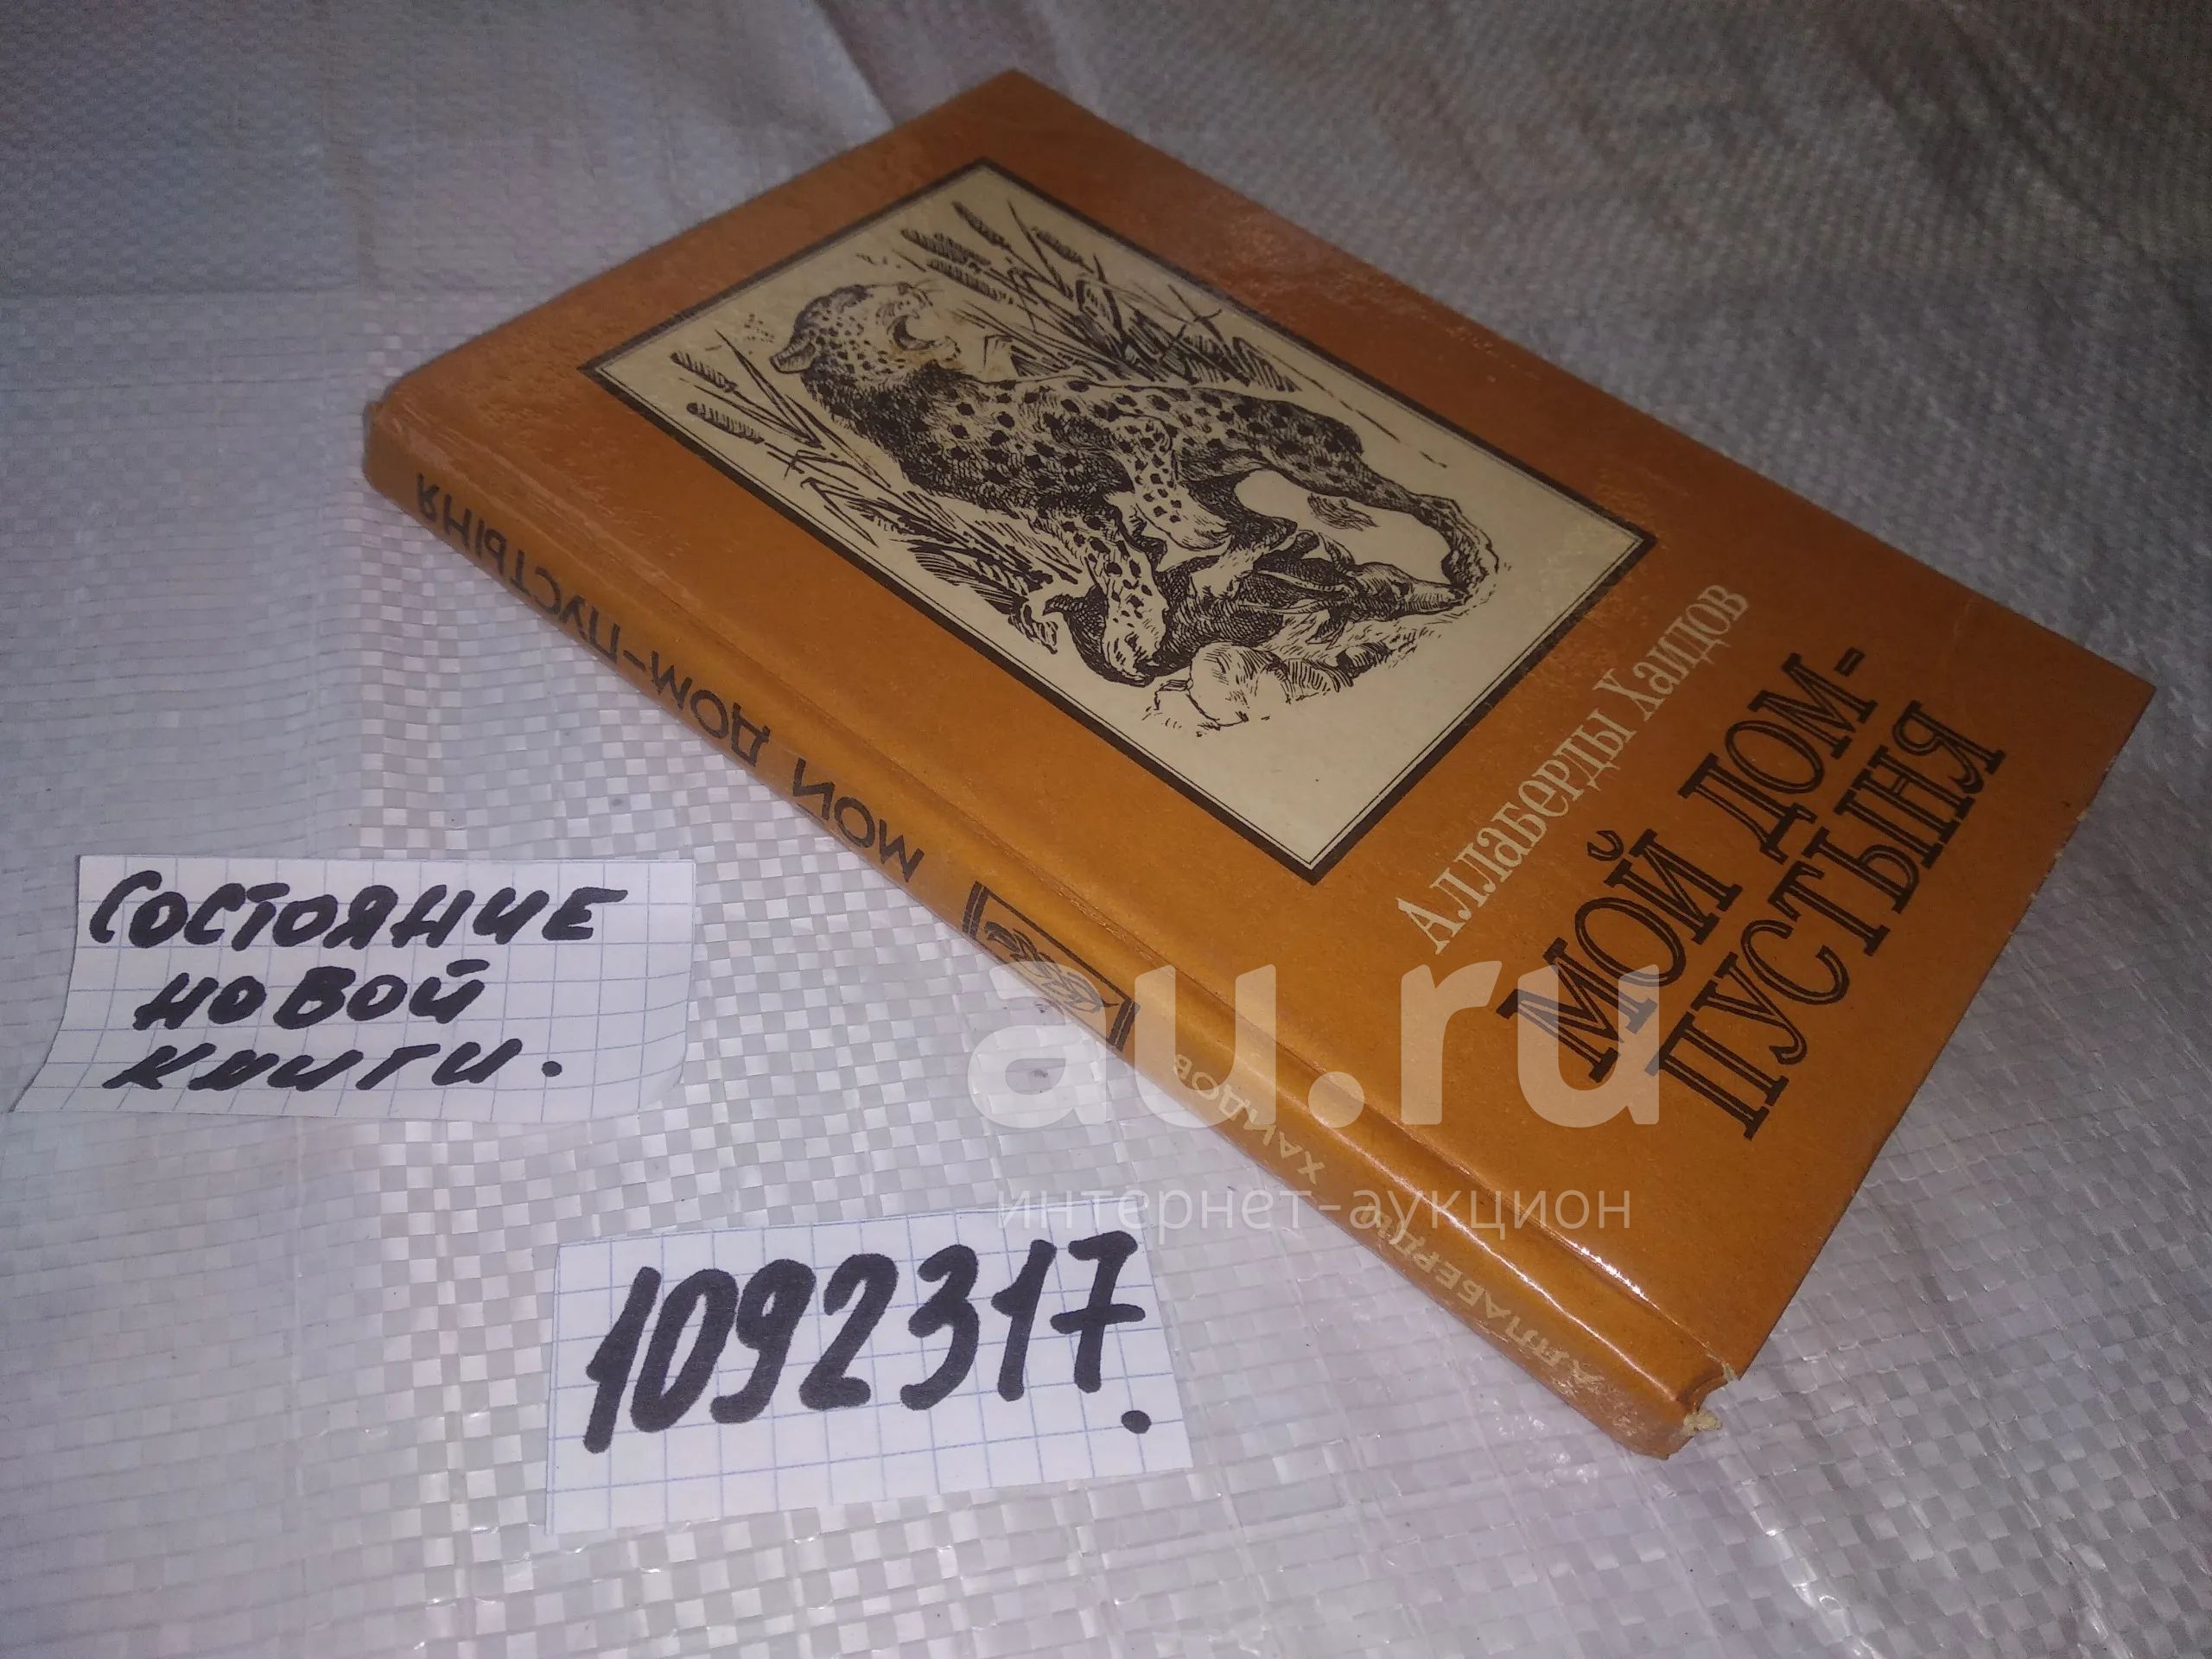 Аллаберды Хаидов
МОЙ ДОМ-
ПУСТЫНЯ
АЛЛАБЕРДЫ ХАИДОВ
МОЙ ДОМ-ПУСТЫНЯ
СОСТОЯНИЕ
НОВОЙ
КНИГИ.
1092317.
au.ru
интернет-аукцион